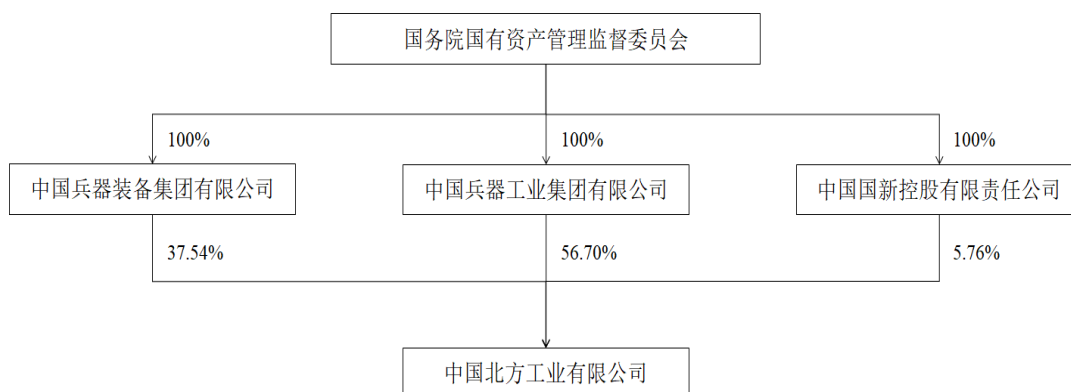 国务院国有资产管理监督委员会
100%
100%
100%
中国兵器装备集团有限公司
中国兵器工业集团有限公司
中国国新控股有限责任公司
37.54%
56.70%
5.76%
中国北方工业有限公司